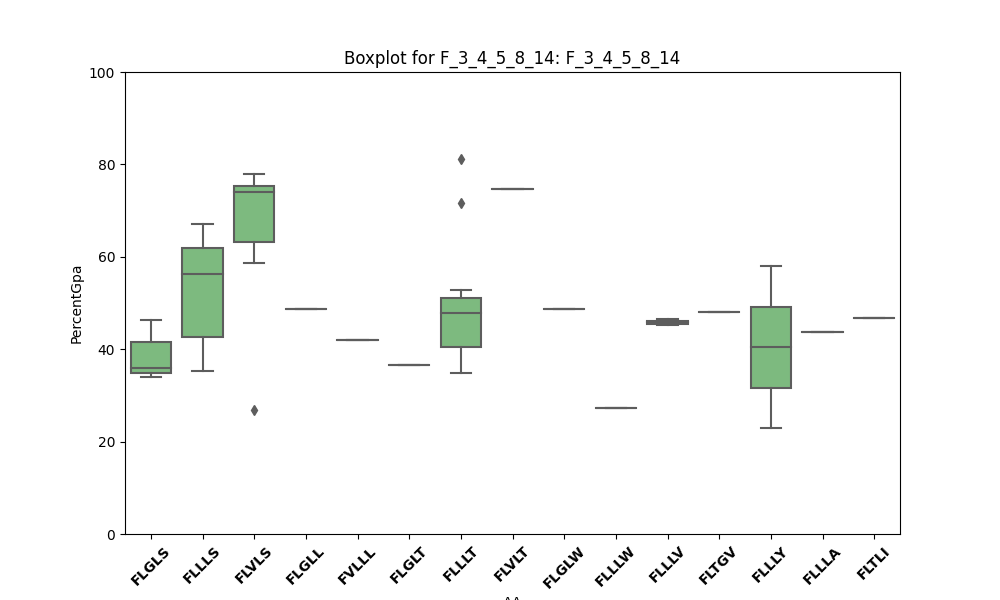 Boxplot for F_3_4_5_8_14: F_3_4_5_8_14
PercentGpa
100
80
60
40
20
0
FLGLS
FLLLS
FLVLS
FLGLL
FVLLL
FLGLT
FLLLT
FLVLT
FLGLW
FLLLW
FLLLV
FLTGV
FLLLY
FLLLA
FLTLI